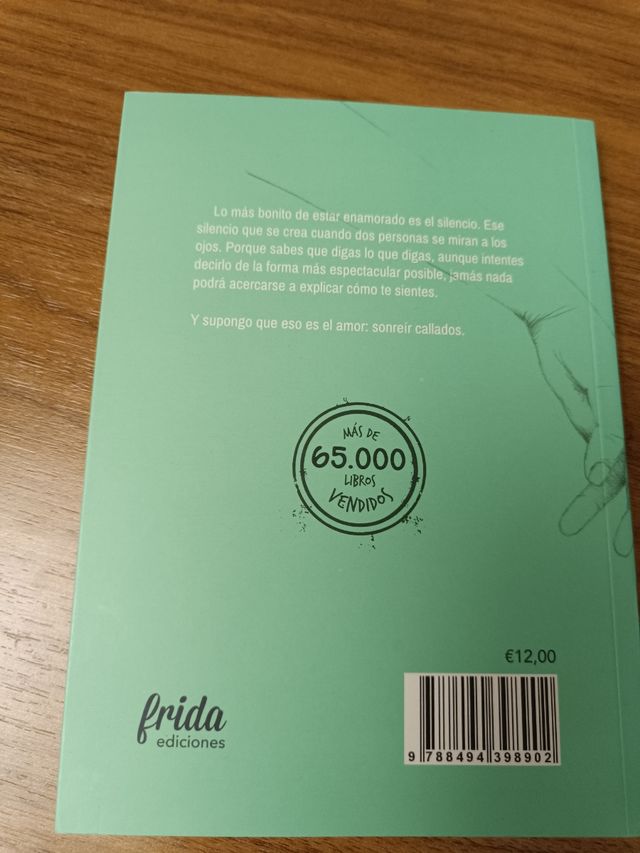 Lo más bonito de estar enamorado es el silencio. Ese
silencio que se crea cuando dos personas se miran a los
ojos. Porque sabes que digas lo que digas, aunque intentes
decirlo de la forma más espectacular posible, jamás nada
podrá acercarse a explicar cómo te sientes.
Y supongo que eso es el amor: sonreír callados.
MÁS DE
65.000
LIBROS
VENDIDOS
€12,00
frida
ediciones
9 788494 398902